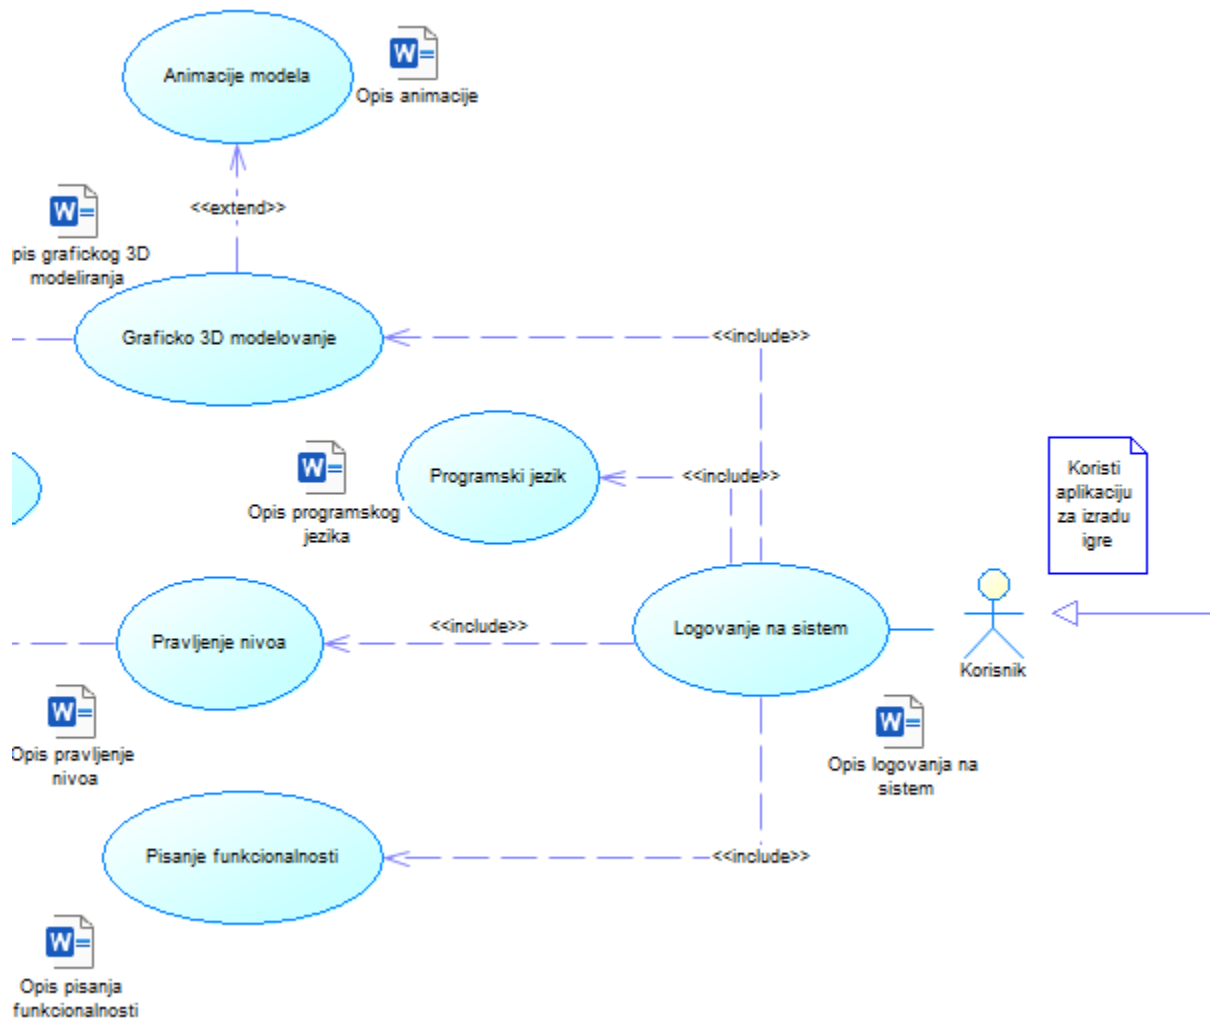 Animacije modela
Opis animacije
<<extend>>
pis grafickog 3D
modeliranja
Graficko 3D modelovanje
<<include>>
Programski jezik
<<include>>
Opis programskog
jezika
Koristi
aplikaciju
za izradu
igre
Pravljenje nivoa
<<include>>
Logovanje na sistem
Korisnik
Opis pravljenje
nivoa
Opis logovanja na
sistem
Pisanje funkcionalnosti
<<include>>
Opis pisanja
funkcionalnosti